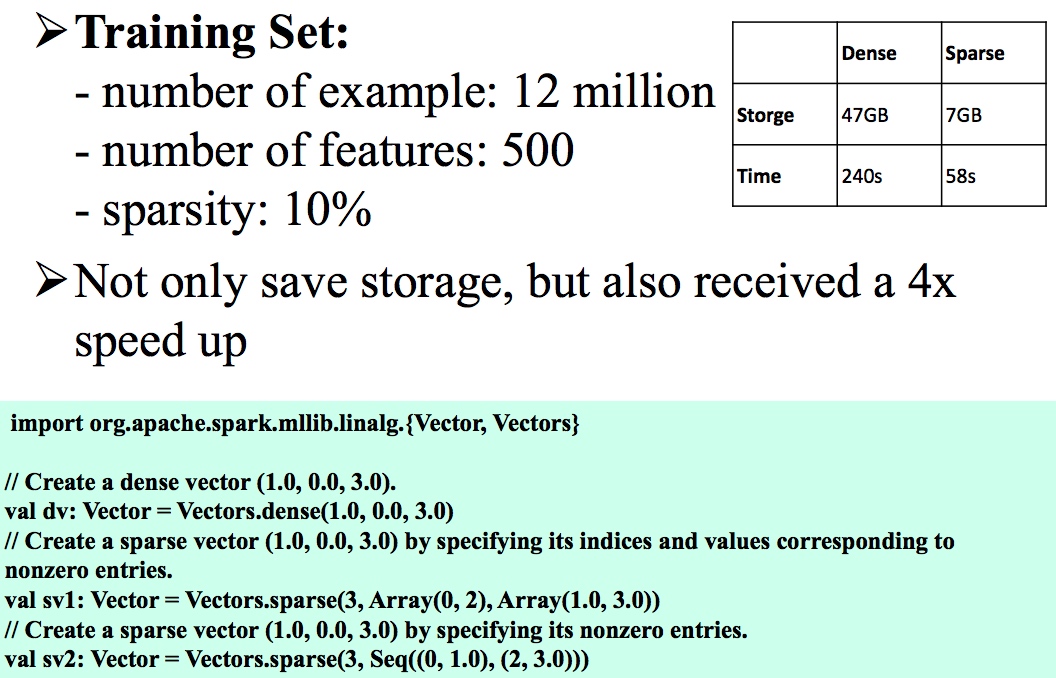 ➢Training Set:
- number of example: 12 million
- number of features: 500
- sparsity: 10%
Dense Sparse
Storge 47GB 7GB
Time 240s 58s
➢Not only save storage, but also received a 4x
speed up
import org.apache.spark.mllib.linalg.{Vector, Vectors}
// Create a dense vector (1.0, 0.0, 3.0).
val dv: Vector = Vectors.dense(1.0, 0.0, 3.0)
// Create a sparse vector (1.0, 0.0, 3.0) by specifying its indices and values corresponding to
nonzero entries.
val sv1: Vector = Vectors.sparse(3, Array(0, 2), Array(1.0, 3.0))
// Create a sparse vector (1.0, 0.0, 3.0) by specifying its nonzero entries.
val sv2: Vector = Vectors.sparse(3, Seq((0, 1.0), (2, 3.0)))